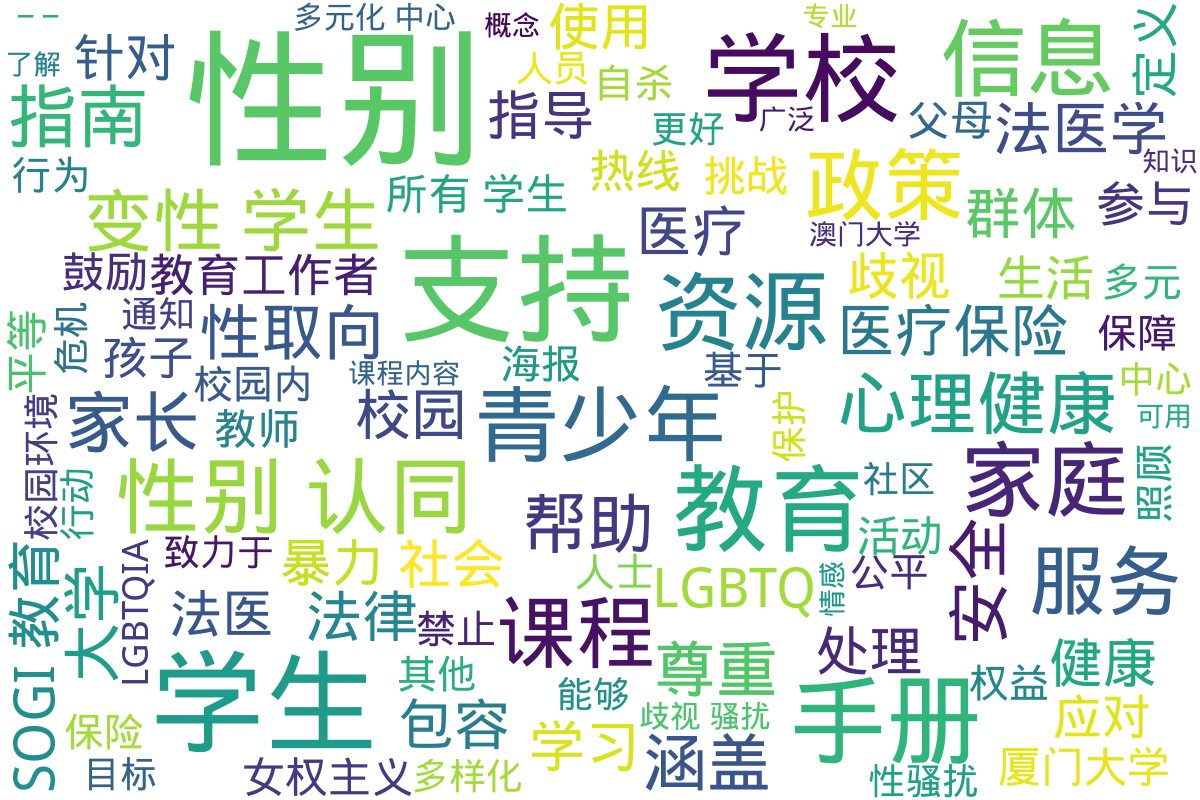 – –
多元化 中心
概念
使用
专业
定义
了解
针对
性别
人员
自杀
学校
信息
指南
指导
更好
广泛
父母
法医学
行为
所有 学生
热线
挑战
政策
知识
群体
参与
变性 学生
医疗
澳门大学
鼓励
教育工作者
支持
资源
歧视
生活
多元
平等
危机
通知
孩子
性取向
海报
基于
医疗保险
保障
校园内
课程内容
中心
可用
校园环境
家长
教师
校园
青少年
保护
心理健康
行动
性别 认同
帮助
教育
社区
家庭
照顾
活动
SOGI 教育
大学
LGBTQIA
致力于
暴力
社会
人士
LGBTQ
情感
公平
安全
服务
法医
法律
禁止
课程
处理
学生
其他
能够
尊重
手册
权益
健康
保险
包容
学习
歧视 骚扰
涵盖
应对
目标
女权主义
多样化
性骚扰
厦门大学